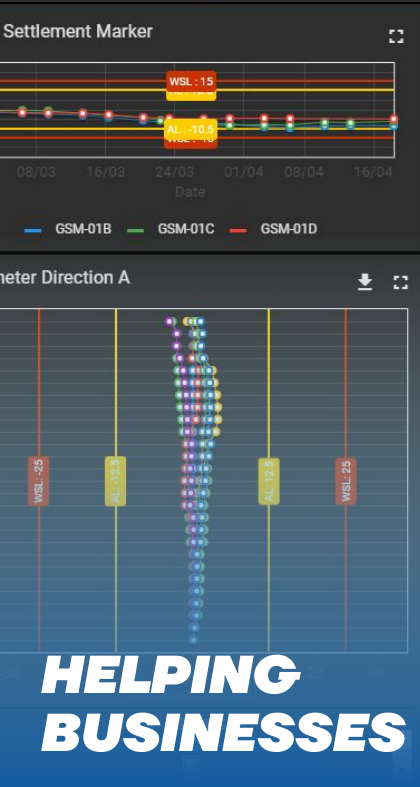 Settlement Marker
WSL : 15
AL : -10.5
08/03 16/03 24/03 01/04 08/04 16/04
Date
GSM-01B GSM-01C GSM-01D
meter Direction A
WSL: -25
AL: -12.5
AL: 12.5
WSL: 25
HELPING
BUSINESSES